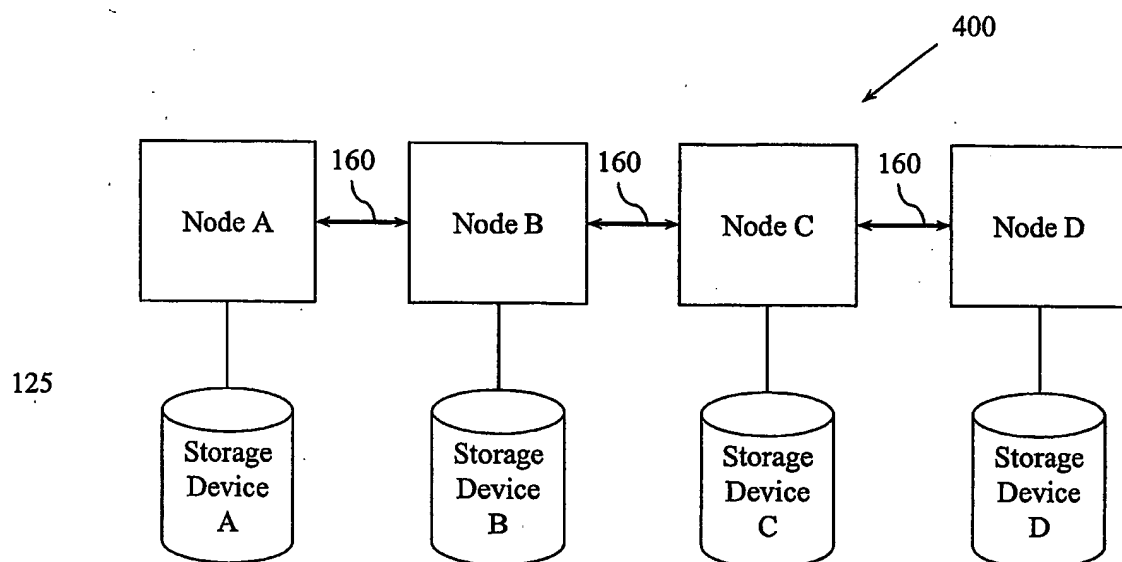 400
160
160
160
Node A
Node B
Node C
Node D
125
Storage
Device
A
Storage
Device
B
Storage
Device
C
Storage
Device
D